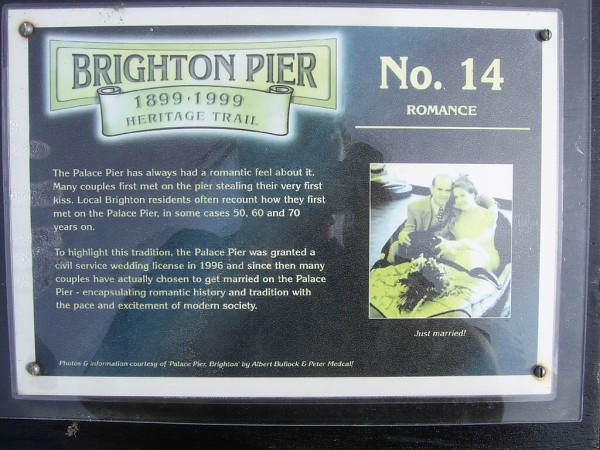 BRIGHTON PIER
1899·1999
HERITAGE TRAIL
No. 14
ROMANCE
The Palace Pier has always had a romantic feel about it.
Many couples first met on the pier stealing their very first
kiss. Local Brighton residents often recount how they first
met on the Palace Pier, in some cases 50, 60 and 70
years on.
To highlight this tradition, the Palace Pier was granted a
civil service wedding license in 1996 and since then many
couples have actually chosen to get married on the Palace
Pier - encapsulating romantic history and tradition with
the pace and excitement of modern society.
Just married!
Photos & information courtesy of 'Palace Pier, Brighton' by Albert Bullock & Peter Medcalf